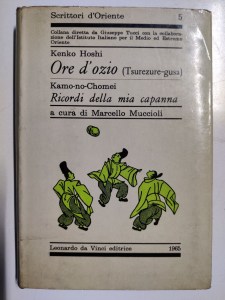 Scrittori d'Oriente 5
Collana diretta da Giuseppe Tucci con la collabora-
zione dell'Istituto Italiano per il Medio ed Estremo
Oriente
Kenko Hoshi
Ore d'ozio (Tsurezure-gusa)
Kamo-no-Chomei
Ricordi della mia capanna
a cura di Marcello Muccioli
Leonardo da Vinci editrice 1965